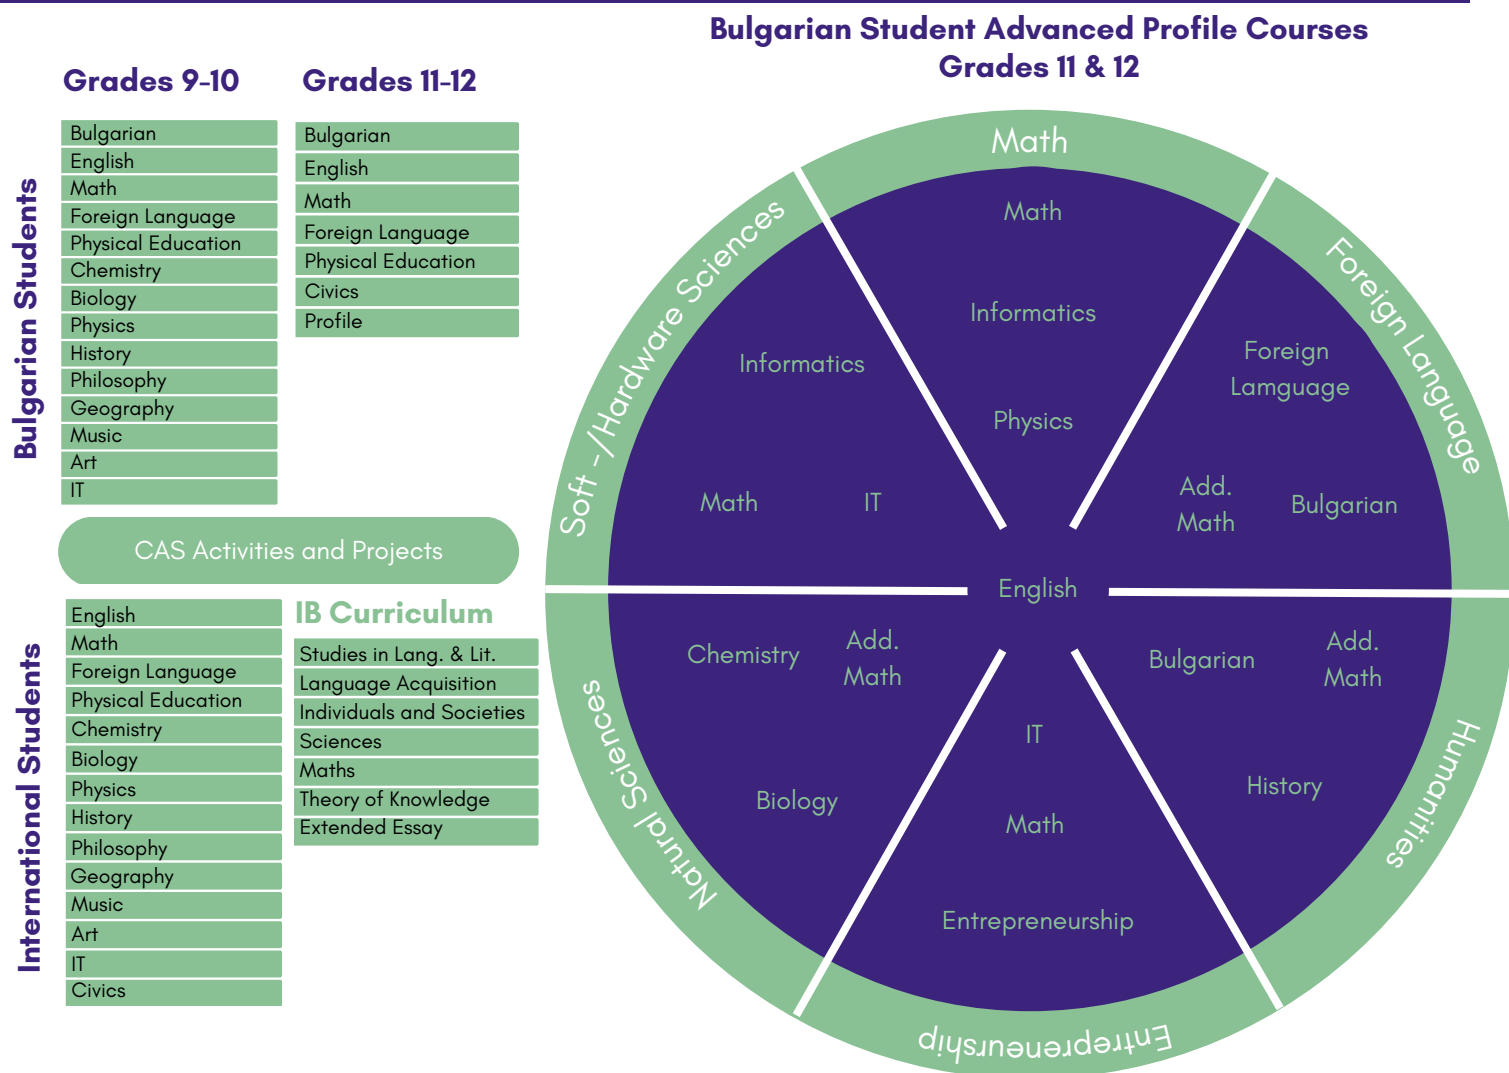 Bulgarian Student Advanced Profile Courses
Grades 11 & 12
Grades 9-10
Grades 11-12
Bulgarian Students
Bulgarian
English
Math
Foreign Language
Physical Education
Chemistry
Biology
Physics
History
Philosophy
Geography
Music
Art
IT
Bulgarian
English
Math
Foreign Language
Physical Education
Civics
Profile
CAS Activities and Projects
International Students
English
Math
Foreign Language
Physical Education
Chemistry
Biology
Physics
History
Philosophy
Geography
Music
Art
IT
Civics
IB Curriculum
Studies in Lang. & Lit.
Language Acquisition
Individuals and Societies
Sciences
Maths
Theory of Knowledge
Extended Essay
Math
Math
Informatics
Physics
Foreign Language
Foreign
Lamguage
Add.
Math
Bulgarian
Humanities
Bulgarian
Add.
Math
History
Entrepreneurship
IT
Math
Entrepreneurship
Natural Sciences
Chemistry
Add.
Math
Biology
Soft -/Hardware Sciences
Informatics
Math
IT
English